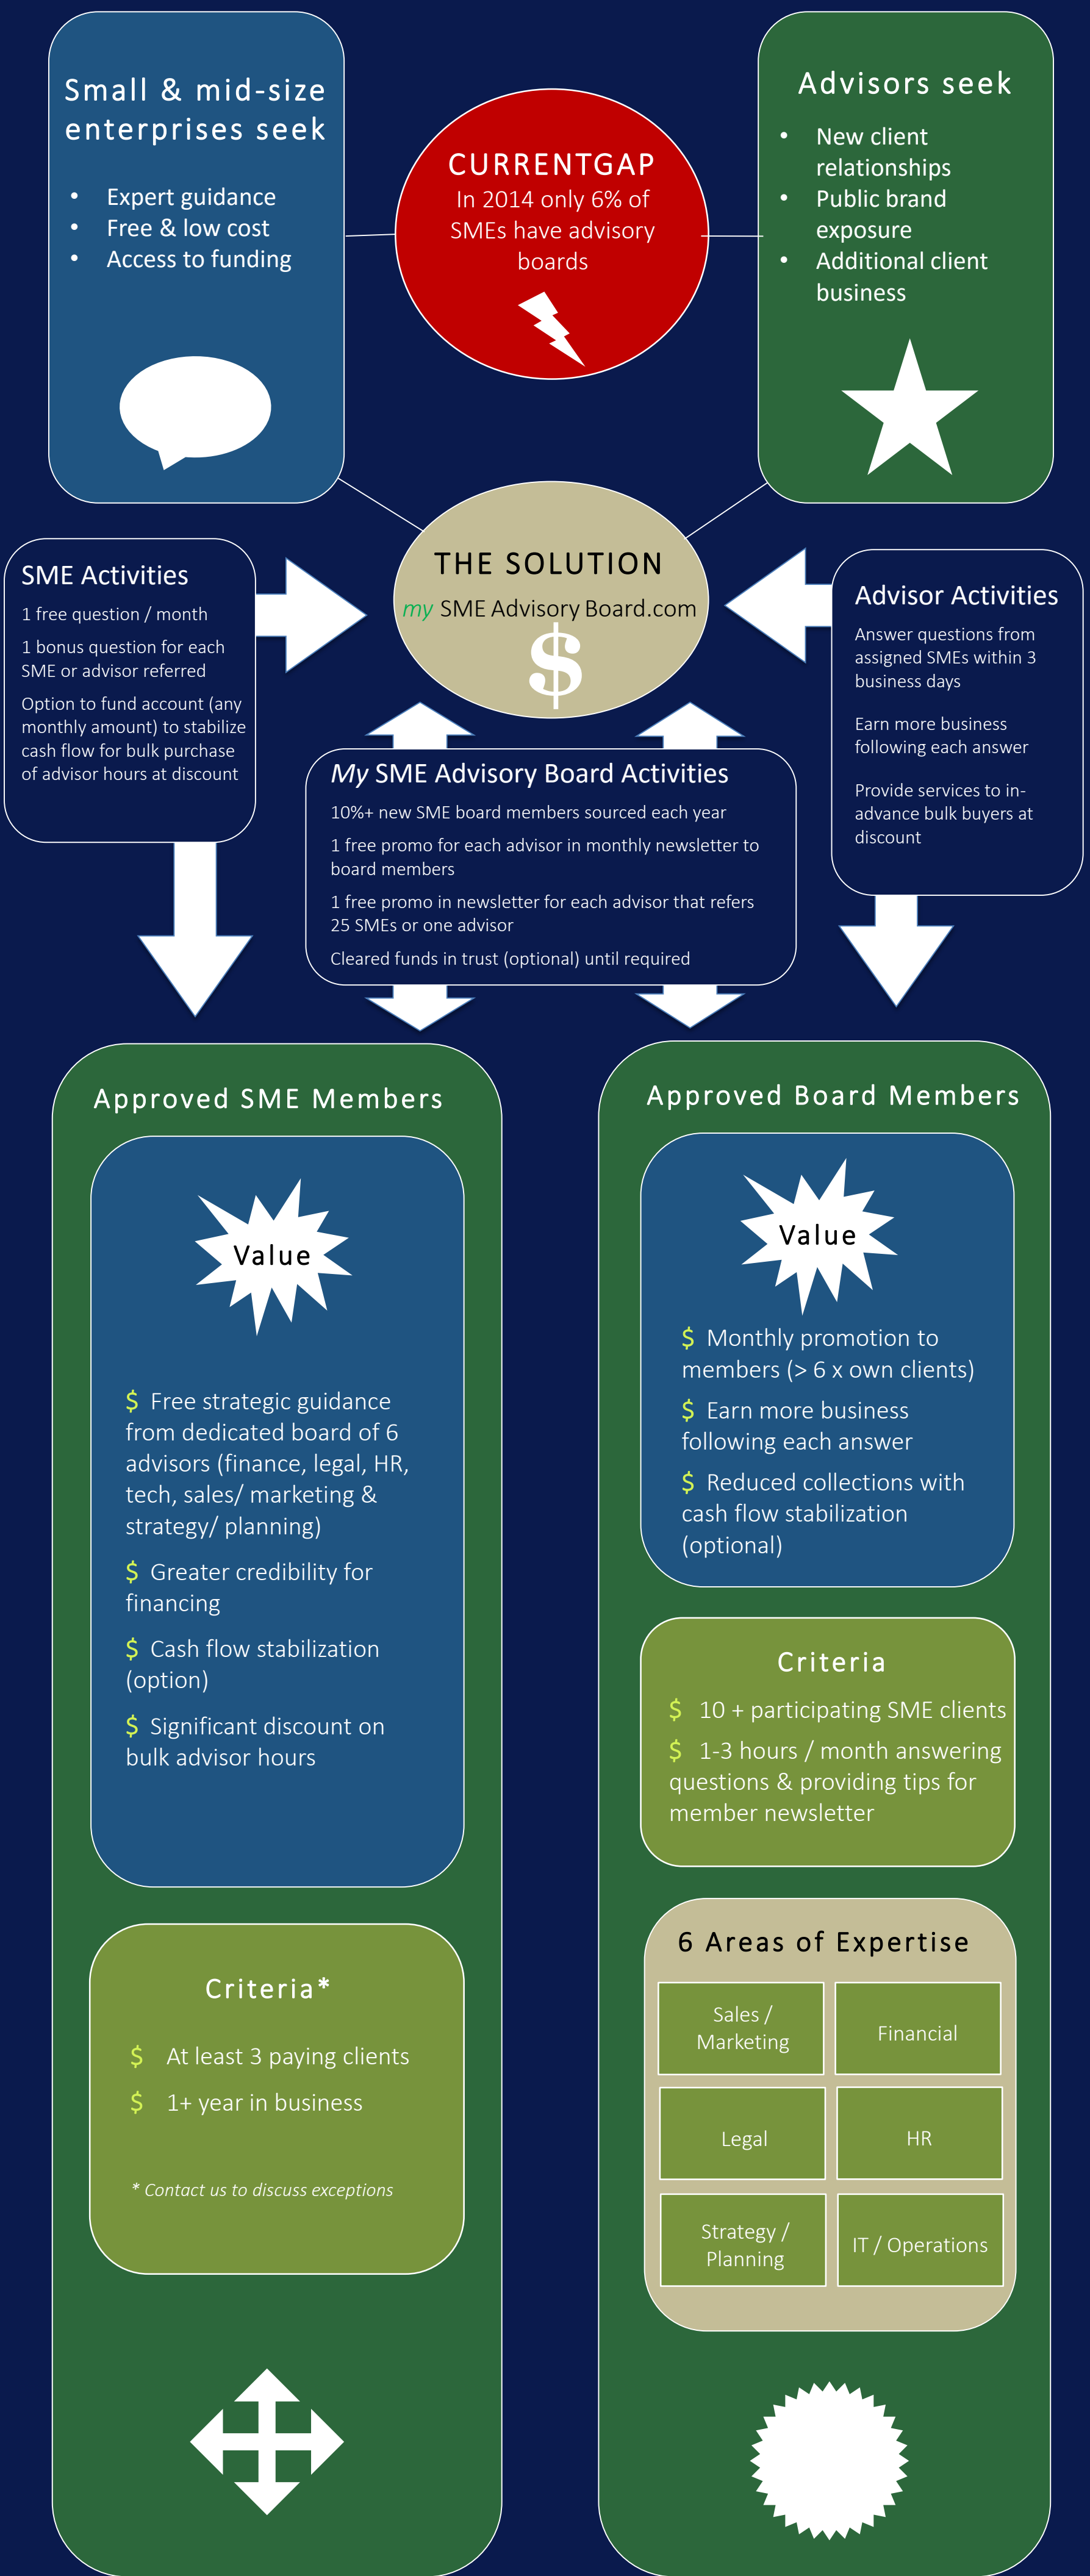 Small & mid-size
enterprises seek
• Expert guidance
• Free & low cost
• Access to funding
CURRENTGAP
In 2014 only 6% of
SMEs have advisory
boards
Advisors seek
• New client
relationships
• Public brand
exposure
• Additional client
business
THE SOLUTION
my SME Advisory Board.com
$
SME Activities
1 free question / month
1 bonus question for each
SME or advisor referred
Option to fund account (any
monthly amount) to stabilize
cash flow for bulk purchase
of advisor hours at discount
My SME Advisory Board Activities
10%+ new SME board members sourced each year
1 free promo for each advisor in monthly newsletter to
board members
1 free promo in newsletter for each advisor that refers
25 SMEs or one advisor
Cleared funds in trust (optional) until required
Advisor Activities
Answer questions from
assigned SMEs within 3
business days
Earn more business
following each answer
Provide services to in-
advance bulk buyers at
discount
Approved SME Members
Value
$ Free strategic guidance
from dedicated board of 6
advisors (finance, legal, HR,
tech, sales/ marketing &
strategy/ planning)
$ Greater credibility for
financing
$ Cash flow stabilization
(option)
$ Significant discount on
bulk advisor hours
Criteria*
$ At least 3 paying clients
$ 1+ year in business
* Contact us to discuss exceptions
Approved Board Members
Value
$ Monthly promotion to
members (> 6 x own clients)
$ Earn more business
following each answer
$ Reduced collections with
cash flow stabilization
(optional)
Criteria
$ 10 + participating SME clients
$ 1-3 hours / month answering
questions & providing tips for
member newsletter
6 Areas of Expertise
Sales /
Marketing
Financial
Legal
HR
Strategy /
Planning
IT / Operations